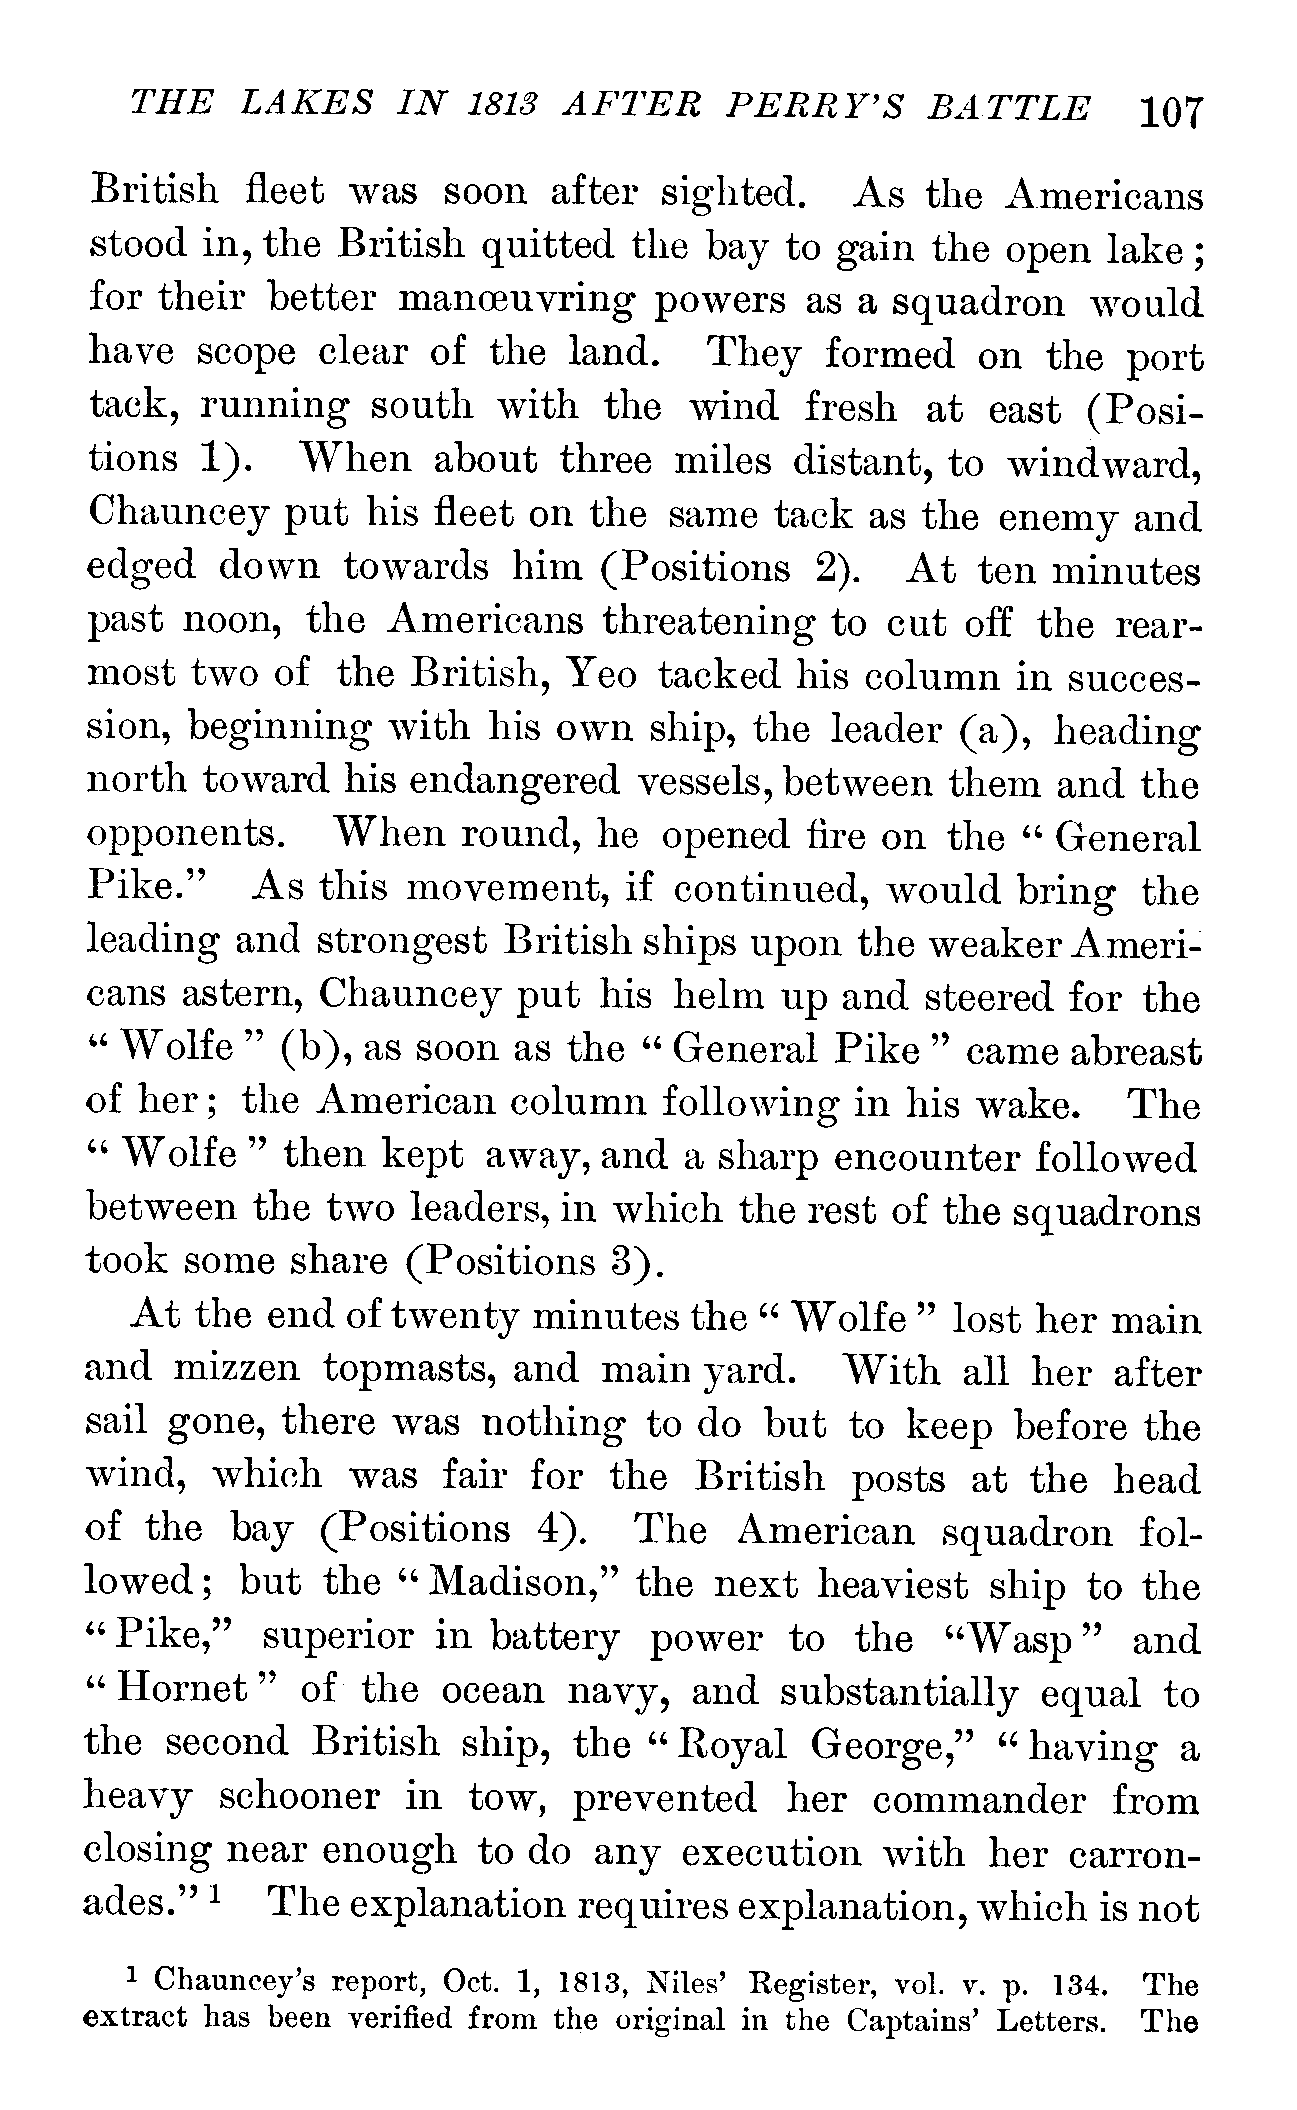 THE LAKES IN 1813 AFTER PERRY'S BATTLE 107
British fleet was soon after sighted. As the Americans
stood in, the British quitted the bay to gain the open lake;
for their better manœuvring powers as a squadron would
have scope clear of the land. They formed on the port
tack, running south with the wind fresh at east (Posi-
tions 1). When about three miles distant, to windward,
Chauncey put his fleet on the same tack as the enemy and
edged down towards him (Positions 2). At ten minutes
past noon, the Americans threatening to cut off the rear-
most two of the British, Yeo tacked his column in succes-
sion, beginning with his own ship, the leader (a), heading
north toward his endangered vessels, between them and the
opponents. When round, he opened fire on the “General
Pike.” As this movement, if continued, would bring the
leading and strongest British ships upon the weaker Ameri-
cans astern, Chauncey put his helm up and steered for the
“Wolfe” (b), as soon as the “General Pike” came abreast
of her; the American column following in his wake. The
“Wolfe” then kept away, and a sharp encounter followed
between the two leaders, in which the rest of the squadrons
took some share (Positions 3).
At the end of twenty minutes the “Wolfe” lost her main
and mizzen topmasts, and main yard. With all her after
sail gone, there was nothing to do but to keep before the
wind, which was fair for the British posts at the head
of the bay (Positions 4). The American squadron fol-
lowed; but the “Madison,” the next heaviest ship to the
“Pike,” superior in battery power to the “Wasp” and
“Hornet” of the ocean navy, and substantially equal to
the second British ship, the “Royal George,” “having a
heavy schooner in tow, prevented her commander from
closing near enough to do any execution with her carron-
ades.” 1 The explanation requires explanation, which is not
1 Chauncey's report, Oct. 1, 1813, Niles' Register, vol. v. p. 134. The
extract has been verified from the original in the Captains' Letters. The